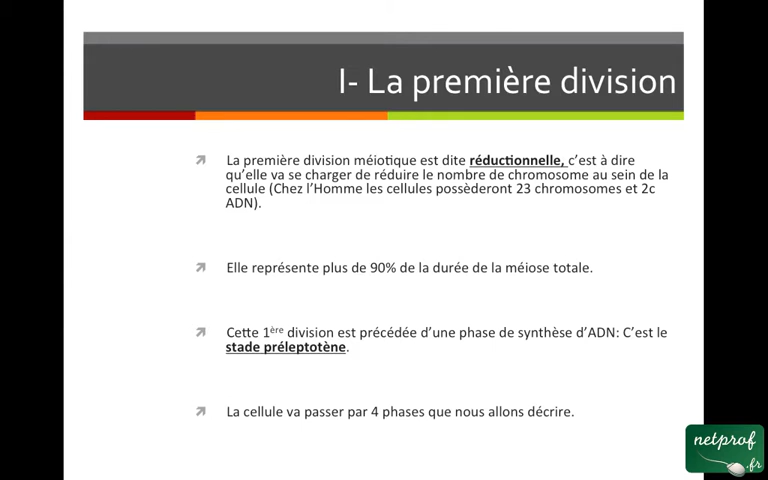 I- La première division
La première division méiotique est dite réductionnelle, c'est à dire
qu'elle va se charger de réduire le nombre de chromosome au sein de la
cellule (Chez l'Homme les cellules possèderont 23 chromosomes et 2c
ADN).
Elle représente plus de 90% de la durée de la méiose totale.
Cette 1ère division est précédée d'une phase de synthèse d'ADN: C'est le
stade préleptotène.
La cellule va passer par 4 phases que nous allons décrire.
netprof
.fr